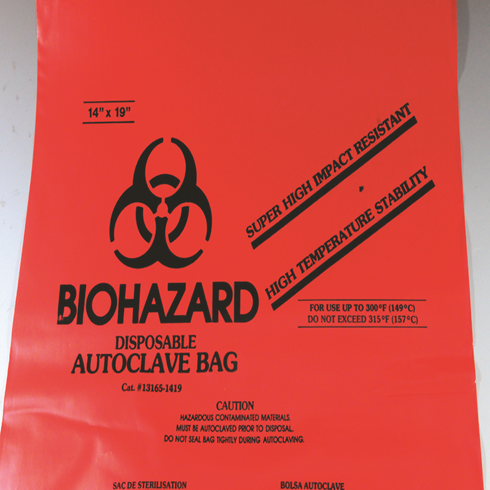 14" x 19"
SUPER HIGH IMPACT RESISTANT
HIGH TEMPERATURE STABILITY
BIOHAZARD
DISPOSABLE
AUTOCLAVE BAG
Cat. #13165-1419
FOR USE UP TO 300°F (149°C)
DO NOT EXCEED 315°F (157°C)
CAUTION
HAZARDOUS CONTAMINATED MATERIALS.
MUST BE AUTOCLAVED PRIOR TO DISPOSAL.
DO NOT SEAL BAG TIGHTLY DURING AUTOCLAVING.
SAC DE STERILISATION
BOLSA AUTOCLAVE